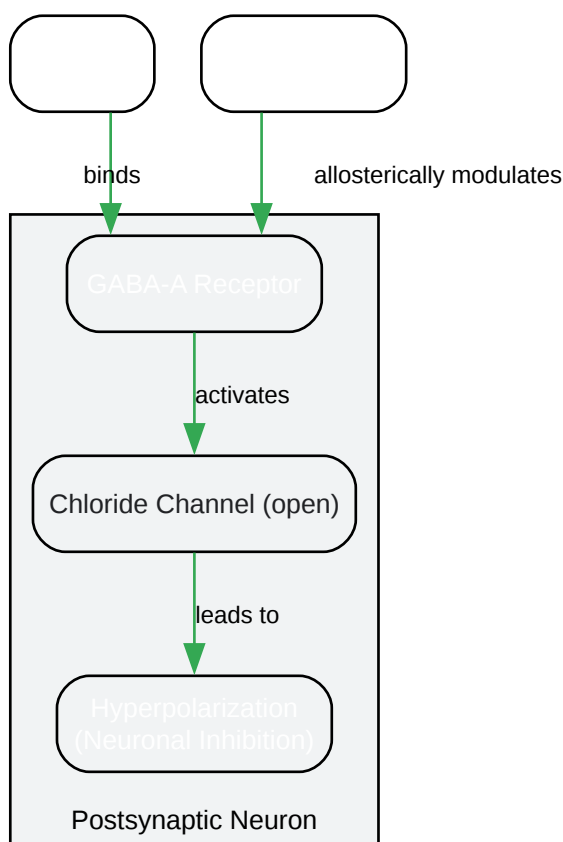 binds
allosterically modulates
GABA-A Receptor
activates
Chloride Channel (open)
leads to
Hyperpolarization
(Neuronal Inhibition)
Postsynaptic Neuron